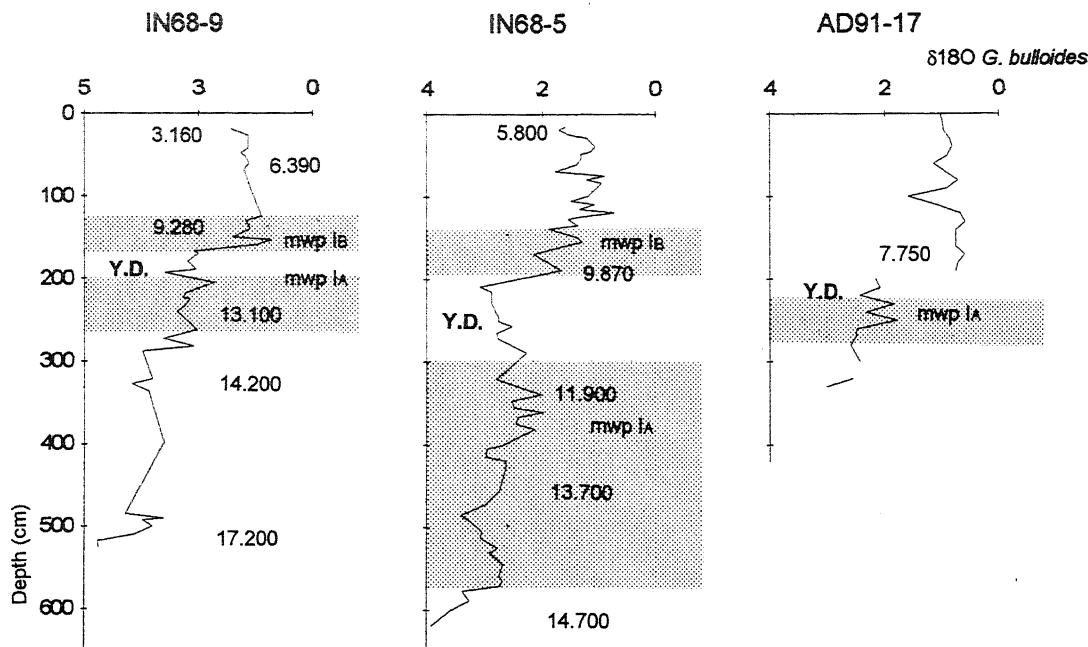 IN68-9 IN68-5 AD91-17
δ18O G. bulloides
5 3 0 4 2 0 4 2 0
0
100
200
300
400
500
600
Depth (cm)
3.160
6.390
9.280
mwp IB
Y.D.
mwp IA
13.100
14.200
17.200
5.800
mwp IB
9.870
Y.D.
11.900
mwp IA
13.700
14.700
7.750
Y.D.
mwp IA